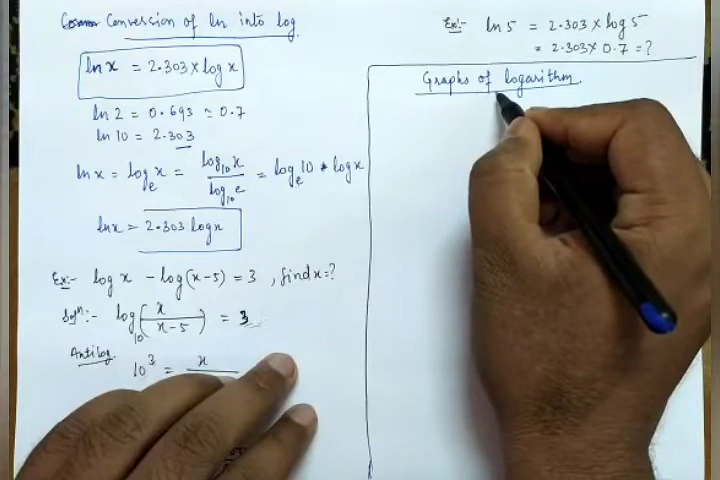 Conversion of ln into log
ln x = 2.303 × log x
ln 2 = 0.693 ≃ 0.7
ln 10 = 2.303
ln x = log_e x = log_10 x / log_10 e = log_e 10 * log x
ln x = 2.303 log x
Ex:- log x - log(x-5) = 3 , find x = ?
Solⁿ:- log_10 (x / x-5) = 3
Antilog
10³ = x
Ex:- ln 5 = 2.303 × log 5
= 2.303 × 0.7 = ?
Graphs of logarithm.